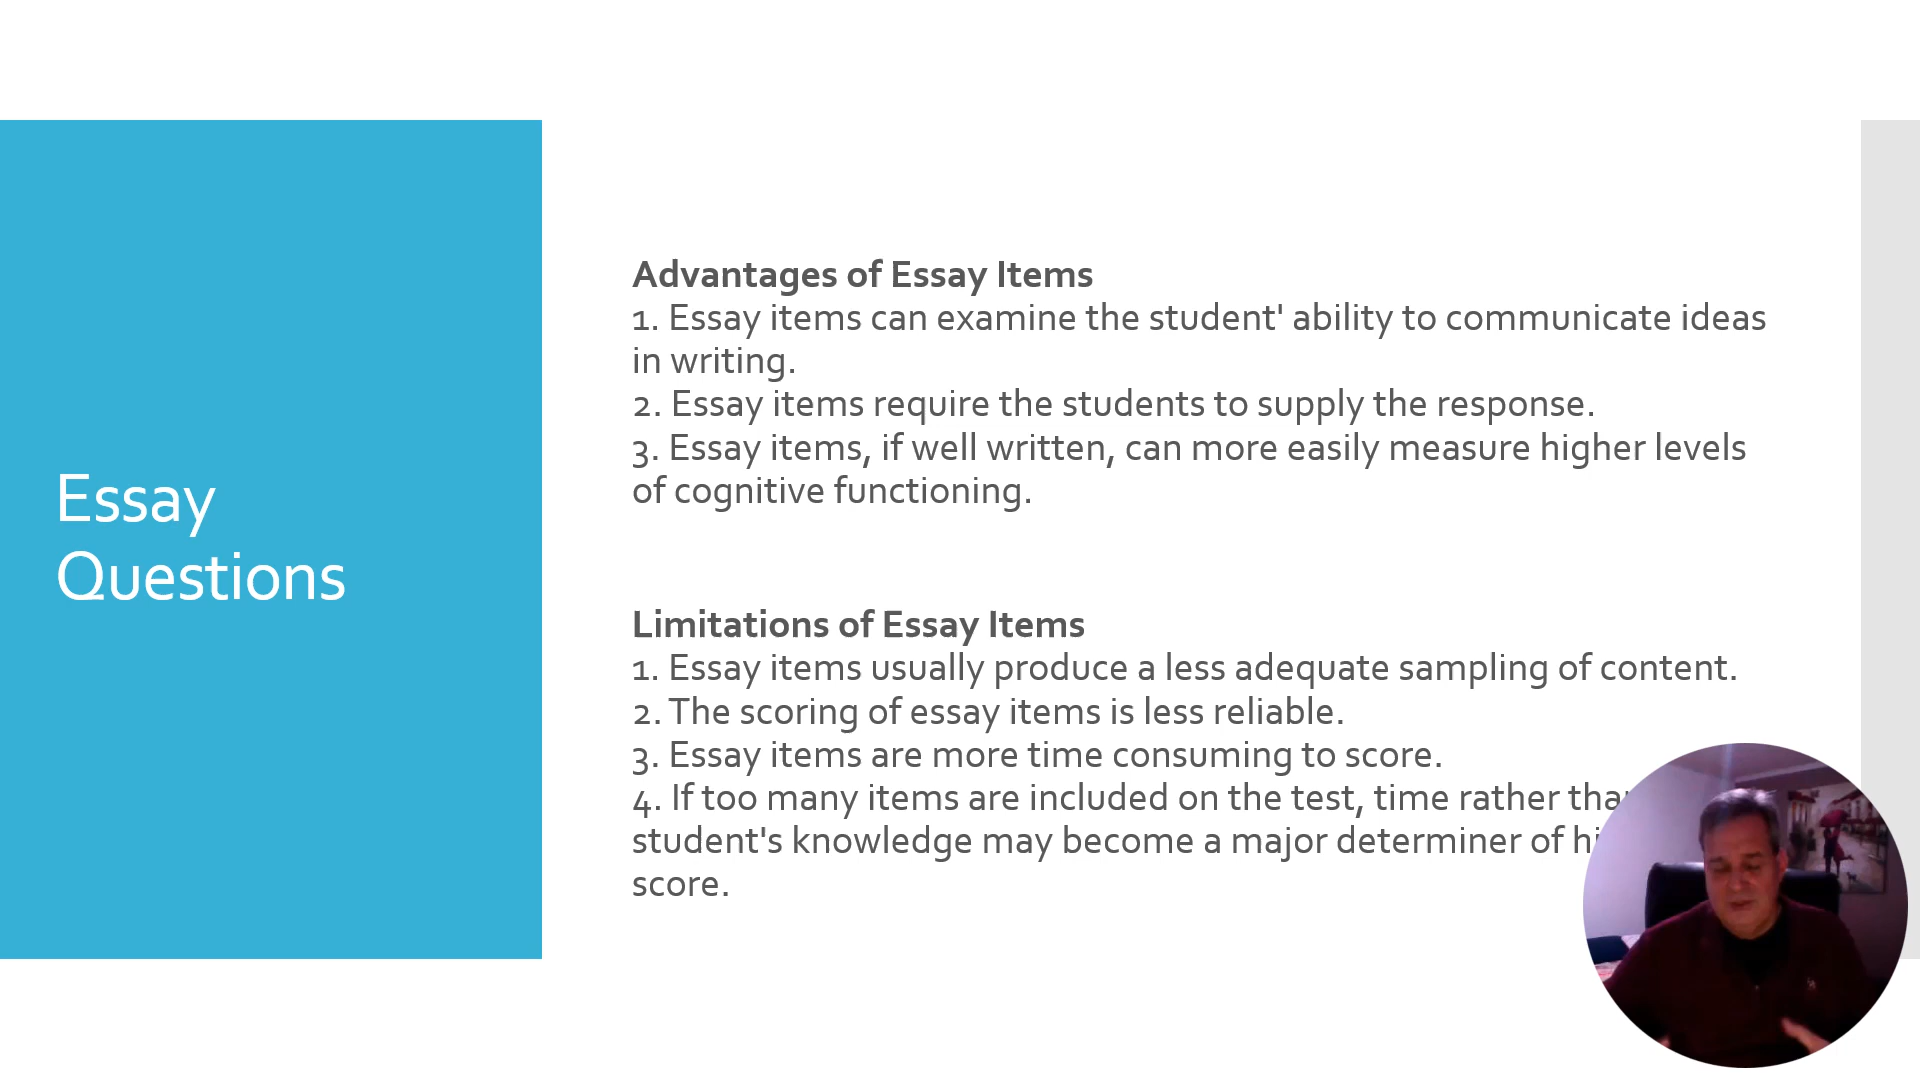 Essay
Questions
Advantages of Essay Items
1. Essay items can examine the student' ability to communicate ideas
in writing.
2. Essay items require the students to supply the response.
3. Essay items, if well written, can more easily measure higher levels
of cognitive functioning.
Limitations of Essay Items
1. Essay items usually produce a less adequate sampling of content.
2. The scoring of essay items is less reliable.
3. Essay items are more time consuming to score.
4. If too many items are included on the test, time rather
student's knowledge may become a major determiner of
score.